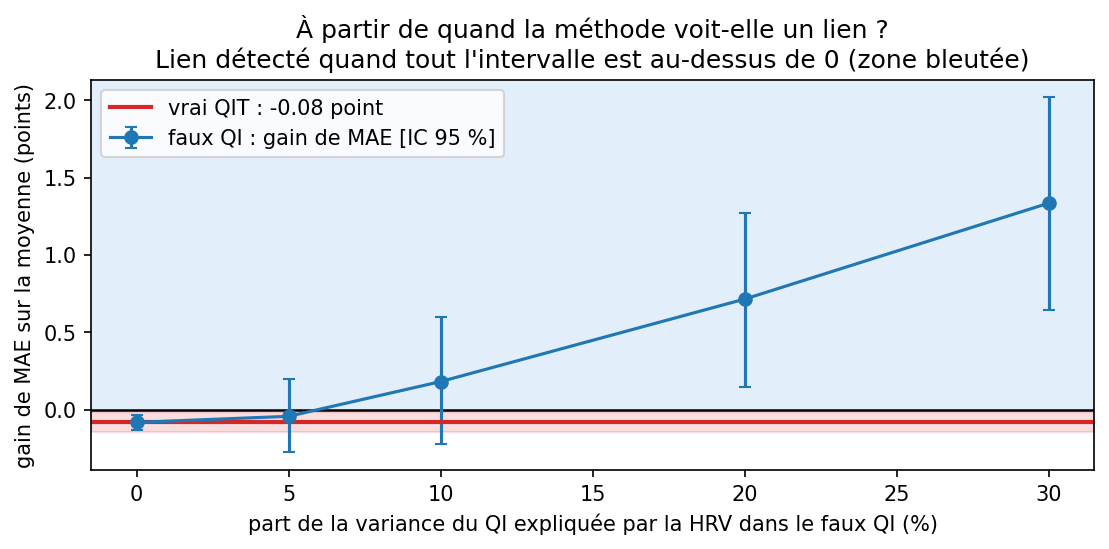 À partir de quand la méthode voit-elle un lien ?
Lien détecté quand tout l'intervalle est au-dessus de 0 (zone bleutée)
vrai QIT : -0.08 point
faux QI : gain de MAE [IC 95 %]
gain de MAE sur la moyenne (points)
2.0
1.5
1.0
0.5
0.0
0
5
10
15
20
25
30
part de la variance du QI expliquée par la HRV dans le faux QI (%)